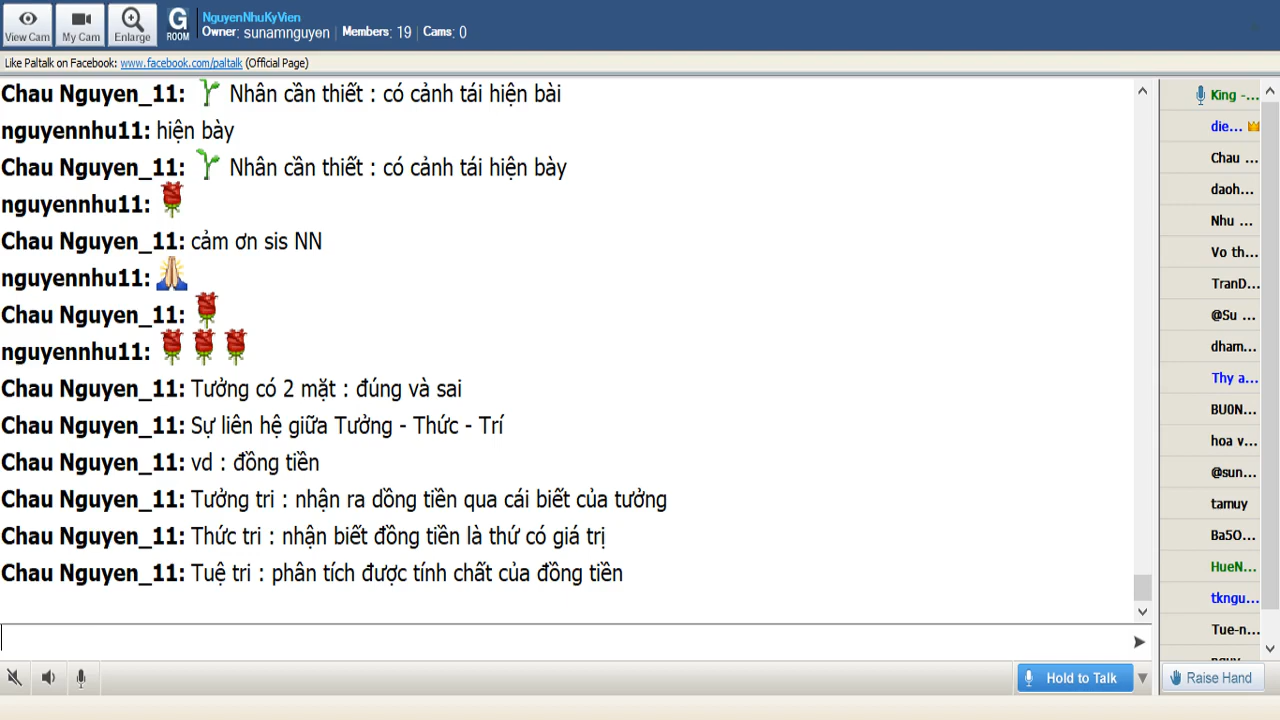 View Cam
My Cam
Enlarge
G
ROOM
NguyenNhuKyVien
Owner: sunamnguyen | Members: 19 | Cams: 0
Like Paltalk on Facebook: www.facebook.com/paltalk (Official Page)
Chau Nguyen_11: Nhân cần thiết : có cảnh tái hiện bài
nguyennhu11: hiện bày
Chau Nguyen_11: Nhân cần thiết : có cảnh tái hiện bày
nguyennhu11:
Chau Nguyen_11: cảm ơn sis NN
nguyennhu11:
Chau Nguyen_11:
nguyennhu11:
Chau Nguyen_11: Tưởng có 2 mặt : đúng và sai
Chau Nguyen_11: Sự liên hệ giữa Tưởng - Thức - Trí
Chau Nguyen_11: vd : đồng tiền
Chau Nguyen_11: Tưởng tri : nhận ra dồng tiền qua cái biết của tưởng
Chau Nguyen_11: Thức tri : nhận biết đồng tiền là thứ có giá trị
Chau Nguyen_11: Tuệ tri : phân tích được tính chất của đồng tiền
King -...
die...
Chau ...
daoh...
Nhu ...
Vo th...
TranD...
@Su ...
dham...
Thy a...
BU0N...
hoa v...
@sun...
tamuy
Ba5O...
HueN...
tkngu...
Tue-n...
Hold to Talk
Raise Hand